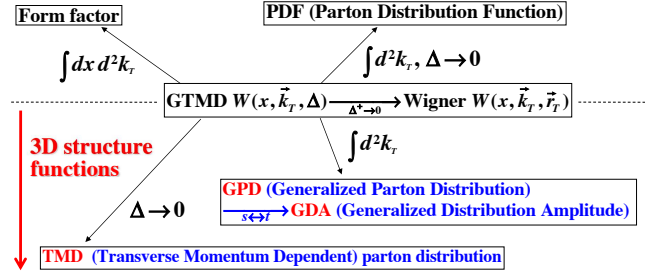 Form factor
PDF (Parton Distribution Function)
∫dx d²k_T
∫d²k_T, Δ→0
GTMD W(x, k⃗_T, Δ) ⟶ Wigner W(x, k⃗_T, r⃗_T)
Δ⁺→0
3D structure
functions
∫d²k_T
GPD (Generalized Parton Distribution)
⟶ GDA (Generalized Distribution Amplitude)
s↔t
Δ→0
TMD (Transverse Momentum Dependent) parton distribution